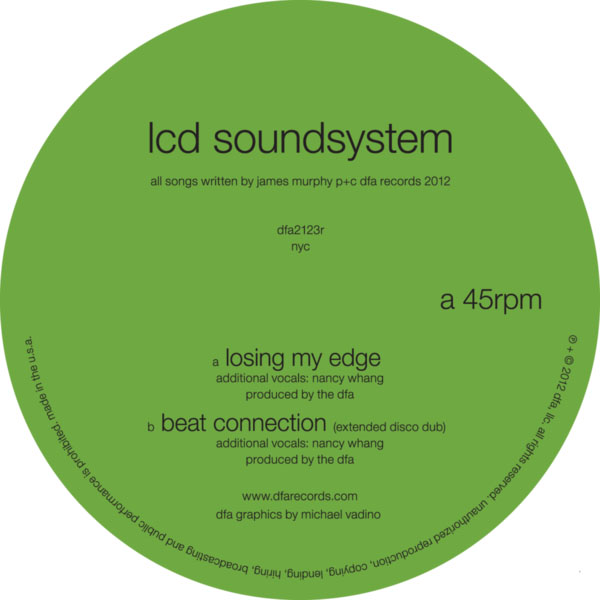 lcd soundsystem
all songs written by james murphy p+c dfa records 2012
dfa2123r
nyc
a 45rpm
a losing my edge
additional vocals: nancy whang
produced by the dfa
b beat connection (extended disco dub)
additional vocals: nancy whang
produced by the dfa
www.dfarecords.com
dfa graphics by michael vadino
℗ + © 2012 dfa, llc. all rights reserved. unauthorized reproduction, copying, lending, hiring, broadcasting and public performance is prohibited. made in the u.s.a.